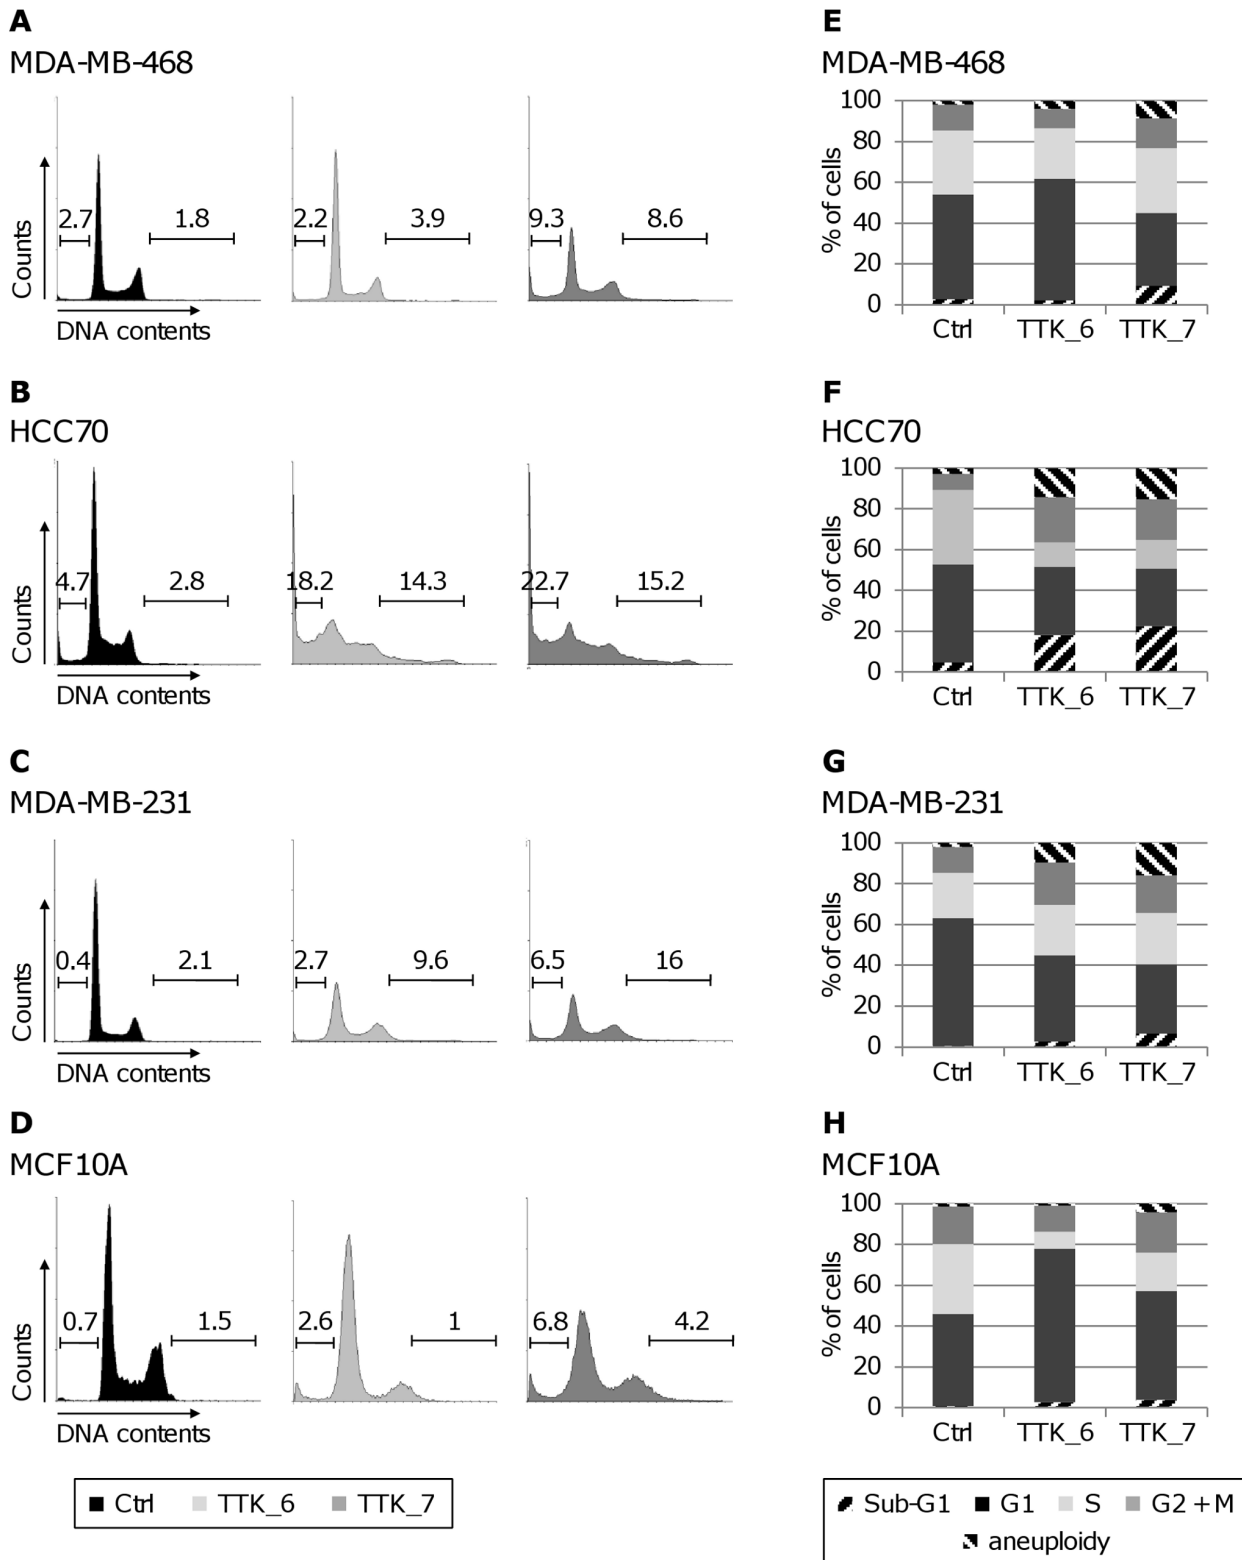 A
MDA-MB-468
Counts
2.7
1.8
2.2
3.9
9.3
8.6
DNA contents
E
MDA-MB-468
% of cells
100
80
60
40
20
0
Ctrl TTK_6 TTK_7
B
HCC70
Counts
4.7
2.8
18.2
14.3
22.7
15.2
DNA contents
F
HCC70
% of cells
100
80
60
40
20
0
Ctrl TTK_6 TTK_7
C
MDA-MB-231
Counts
0.4
2.1
2.7
9.6
6.5
16
DNA contents
G
MDA-MB-231
% of cells
100
80
60
40
20
0
Ctrl TTK_6 TTK_7
D
MCF10A
Counts
0.7
1.5
2.6
1
6.8
4.2
DNA contents
H
MCF10A
% of cells
100
80
60
40
20
0
Ctrl TTK_6 TTK_7
Ctrl TTK_6 TTK_7
Sub-G1 G1 S G2+M
aneuploidy